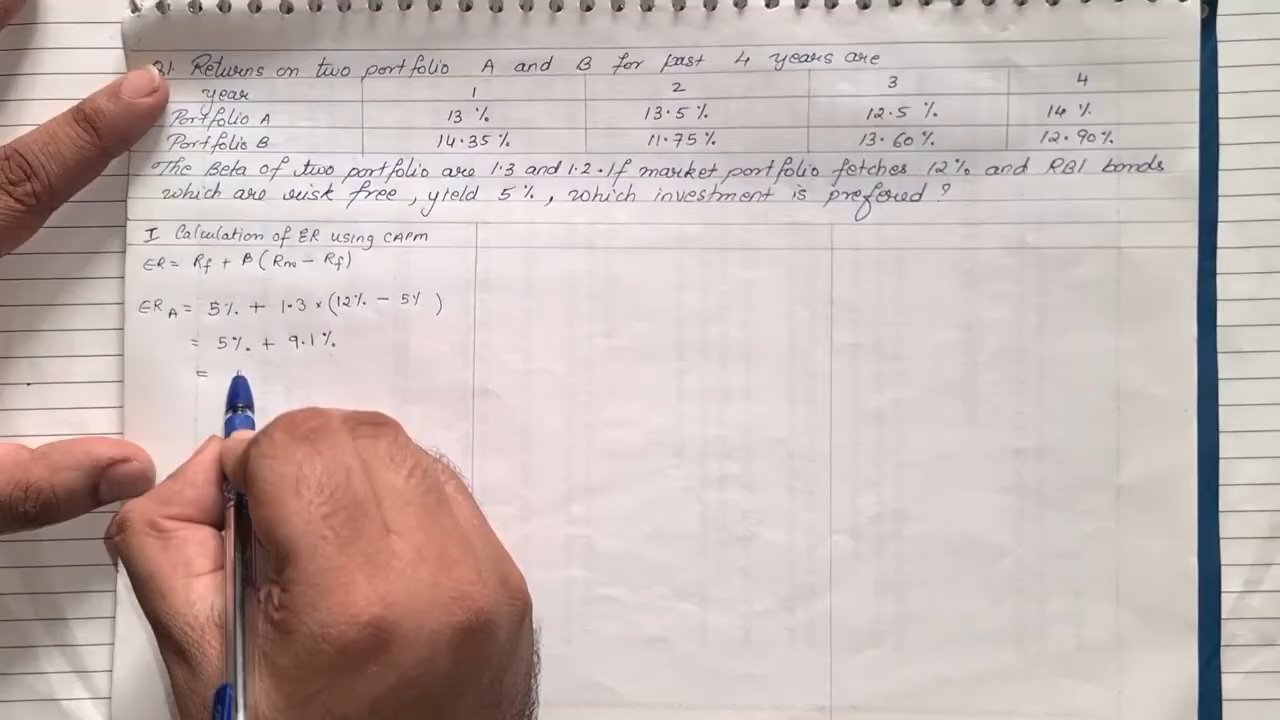 Q1. Returns on two portfolio A and B for past 4 years are
year 1 2 3 4
Portfolio A 13 % 13.5 % 12.5 % 14 %
Portfolio B 14.35 % 11.75 % 13.60 % 12.90 %
The Beta of two portfolio are 1.3 and 1.2. If market portfolio fetches 12% and RBI bonds
which are risk free, yield 5 %, which investment is prefered ?
I Calculation of ER using CAPM
ER = Rf + β (Rm - Rf)
ER A = 5% + 1.3 × (12% - 5% )
= 5% + 9.1%
=